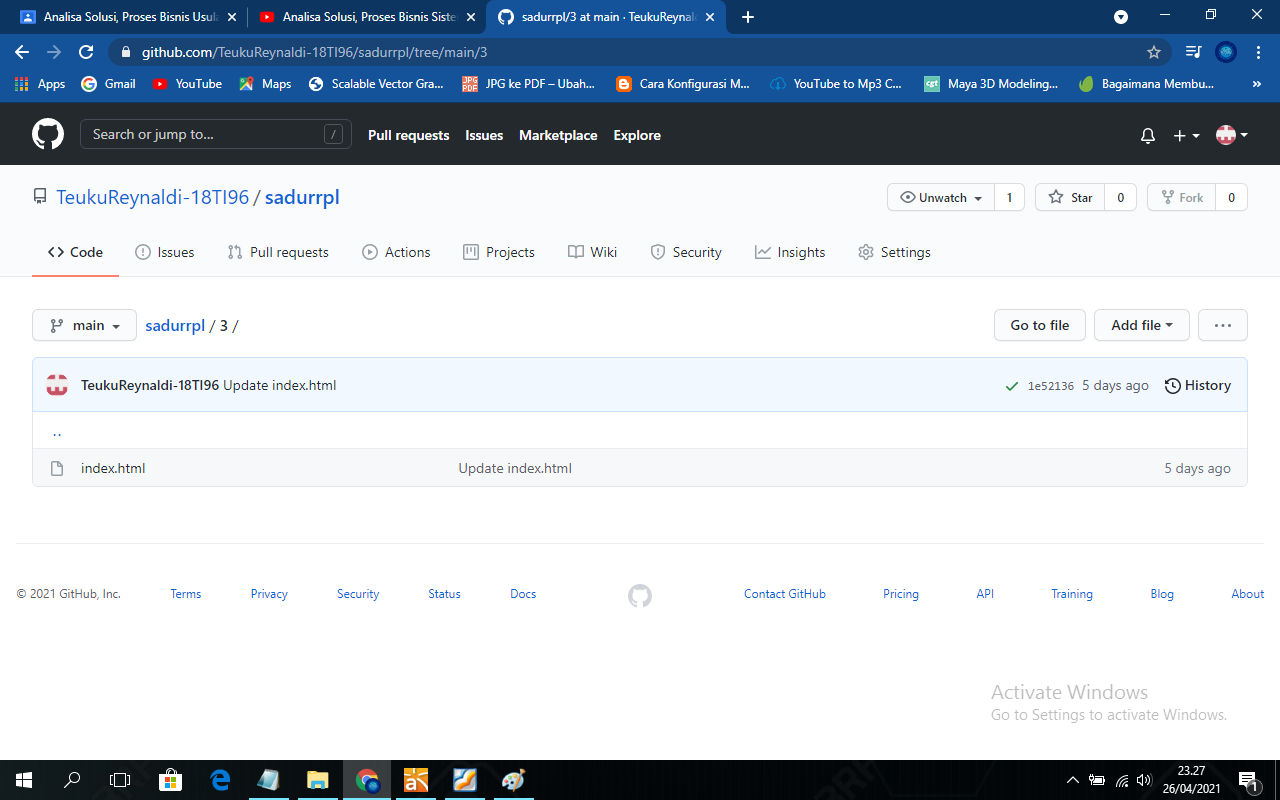 Analisa Solusi, Proses Bisnis Usula
Analisa Solusi, Proses Bisnis Siste
sadurrpl/3 at main · TeukuReynal
github.com/TeukuReynaldi-18TI96/sadurrpl/tree/main/3
Apps Gmail YouTube Maps Scalable Vector Gra... JPG ke PDF – Ubah... Cara Konfigurasi M... YouTube to Mp3 C... Maya 3D Modeling... Bagaimana Membu... »
Search or jump to... / Pull requests Issues Marketplace Explore
TeukuReynaldi-18TI96 / sadurrpl Unwatch 1 Star 0 Fork 0
Code Issues Pull requests Actions Projects Wiki Security Insights Settings
main sadurrpl / 3 / Go to file Add file ...
TeukuReynaldi-18TI96 Update index.html 1e52136 5 days ago History
..
index.html Update index.html 5 days ago
© 2021 GitHub, Inc. Terms Privacy Security Status Docs Contact GitHub Pricing API Training Blog About
Activate Windows
Go to Settings to activate Windows.
23.27
26/04/2021
1